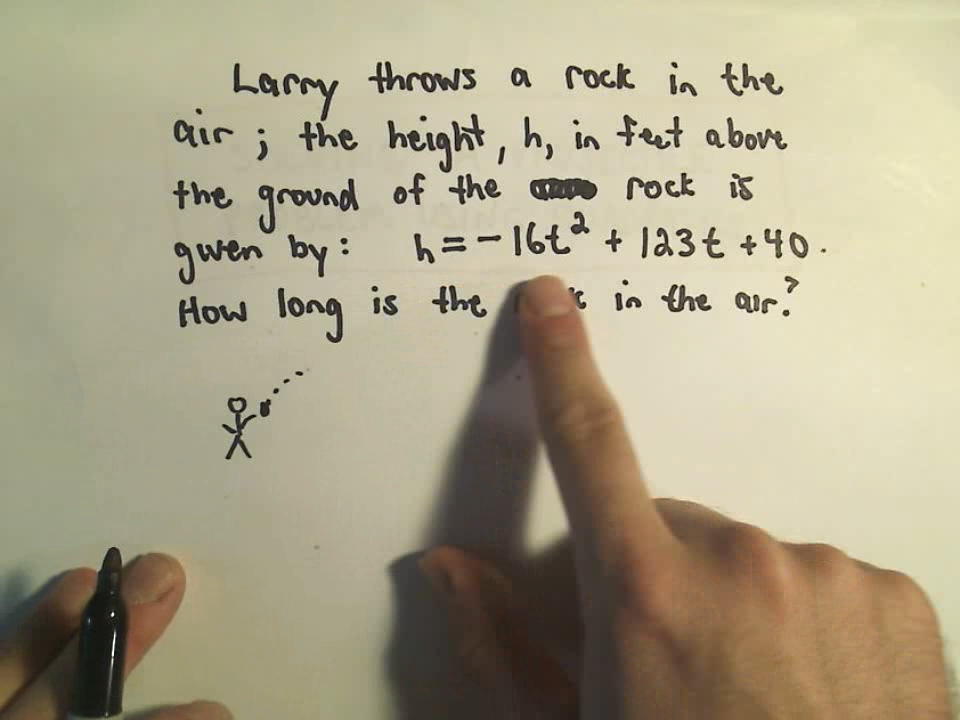 Larry throws a rock in the
air; the height, h, in feet above
the ground of the rock is
given by: h = -16t² + 123t + 40.
How long is the in the air?